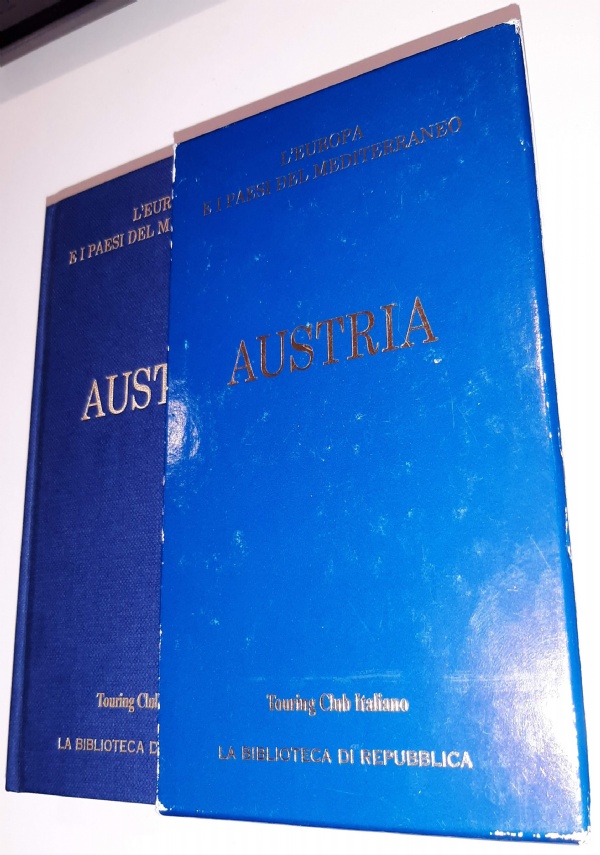 L'EUR
E I PAESI DEL M
AUST
Touring Club
LA BIBLIOTECA D
L'EUROPA
E I PAESI DEL MEDITERRANEO
AUSTRIA
Touring Club Italiano
LA BIBLIOTECA DI REPUBBLICA